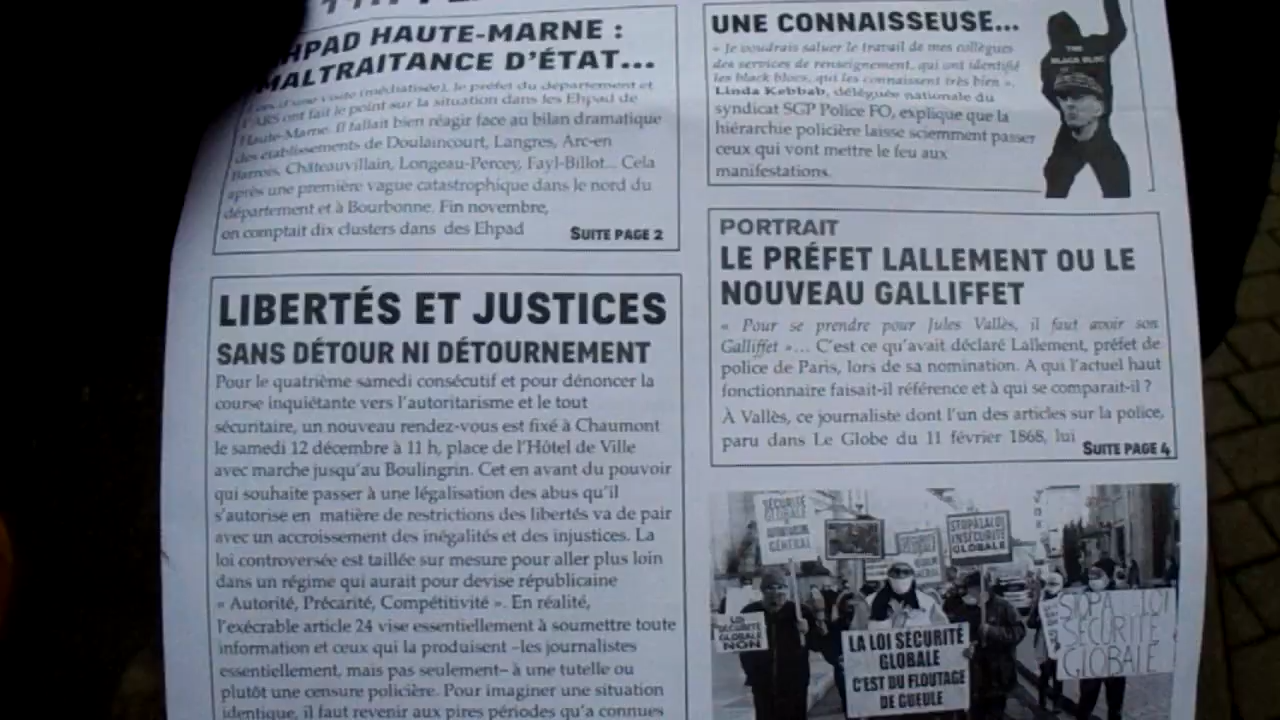 HPAD HAUTE-MARNE :
MALTRAITANCE D'ÉTAT...
Lors d'une visite (médiatisée), le préfet du département et
l'ARS ont fait le point sur la situation dans les Ehpad de
Haute-Marne. Il fallait bien réagir face au bilan dramatique
des établissements de Doulaincourt, Langres, Arc-en
Barrois, Châteauvillain, Longeau-Percey, Fayl-Billot... Cela
après une première vague catastrophique dans le nord du
département et à Bourbonne. Fin novembre,
on comptait dix clusters dans des Ehpad
SUITE PAGE 2
LIBERTÉS ET JUSTICES
SANS DÉTOUR NI DÉTOURNEMENT
Pour le quatrième samedi consécutif et pour dénoncer la
course inquiétante vers l'autoritarisme et le tout
sécuritaire, un nouveau rendez-vous est fixé à Chaumont
le samedi 12 décembre à 11 h, place de l'Hôtel de Ville
avec marche jusqu'au Boulingrin. Cet en avant du pouvoir
qui souhaite passer à une légalisation des abus qu'il
s'autorise en matière de restrictions des libertés va de pair
avec un accroissement des inégalités et des injustices. La
loi controversée est taillée sur mesure pour aller plus loin
dans un régime qui aurait pour devise républicaine
« Autorité, Précarité, Compétitivité ». En réalité,
l'exécrable article 24 vise essentiellement à soumettre toute
information et ceux qui la produisent –les journalistes
essentiellement, mais pas seulement– à une tutelle ou
plutôt une censure policière. Pour imaginer une situation
identique, il faut revenir aux pires périodes qu'a connues
UNE CONNAISSEUSE...
« Je voudrais saluer le travail de mes collègues
des services de renseignement, qui ont identifié
les black blocs, qui les connaissent très bien ».
Linda Kebbab, déléguée nationale du
syndicat SGP Police FO, explique que la
hiérarchie policière laisse sciemment passer
ceux qui vont mettre le feu aux
manifestations.
THE
BLACK BLOC
PORTRAIT
LE PRÉFET LALLEMENT OU LE
NOUVEAU GALLIFFET
« Pour se prendre pour Jules Vallès, il faut avoir son
Galliffet »... C'est ce qu'avait déclaré Lallement, préfet de
police de Paris, lors de sa nomination. A qui l'actuel haut
fonctionnaire faisait-il référence et à qui se comparait-il ?
À Vallès, ce journaliste dont l'un des articles sur la police,
paru dans Le Globe du 11 février 1868, lui
SUITE PAGE 4
SÉCURITÉ
GLOBALE
GÉNÉRAL
STOP À LA LOI
INSÉCURITÉ
GLOBALE
LOI
SÉCURITÉ
GLOBALE
NON
LA LOI SÉCURITÉ
GLOBALE
C'EST DU FLOUTAGE
DE GUEULE
STOP À LA LOI
SÉCURITÉ
GLOBALE